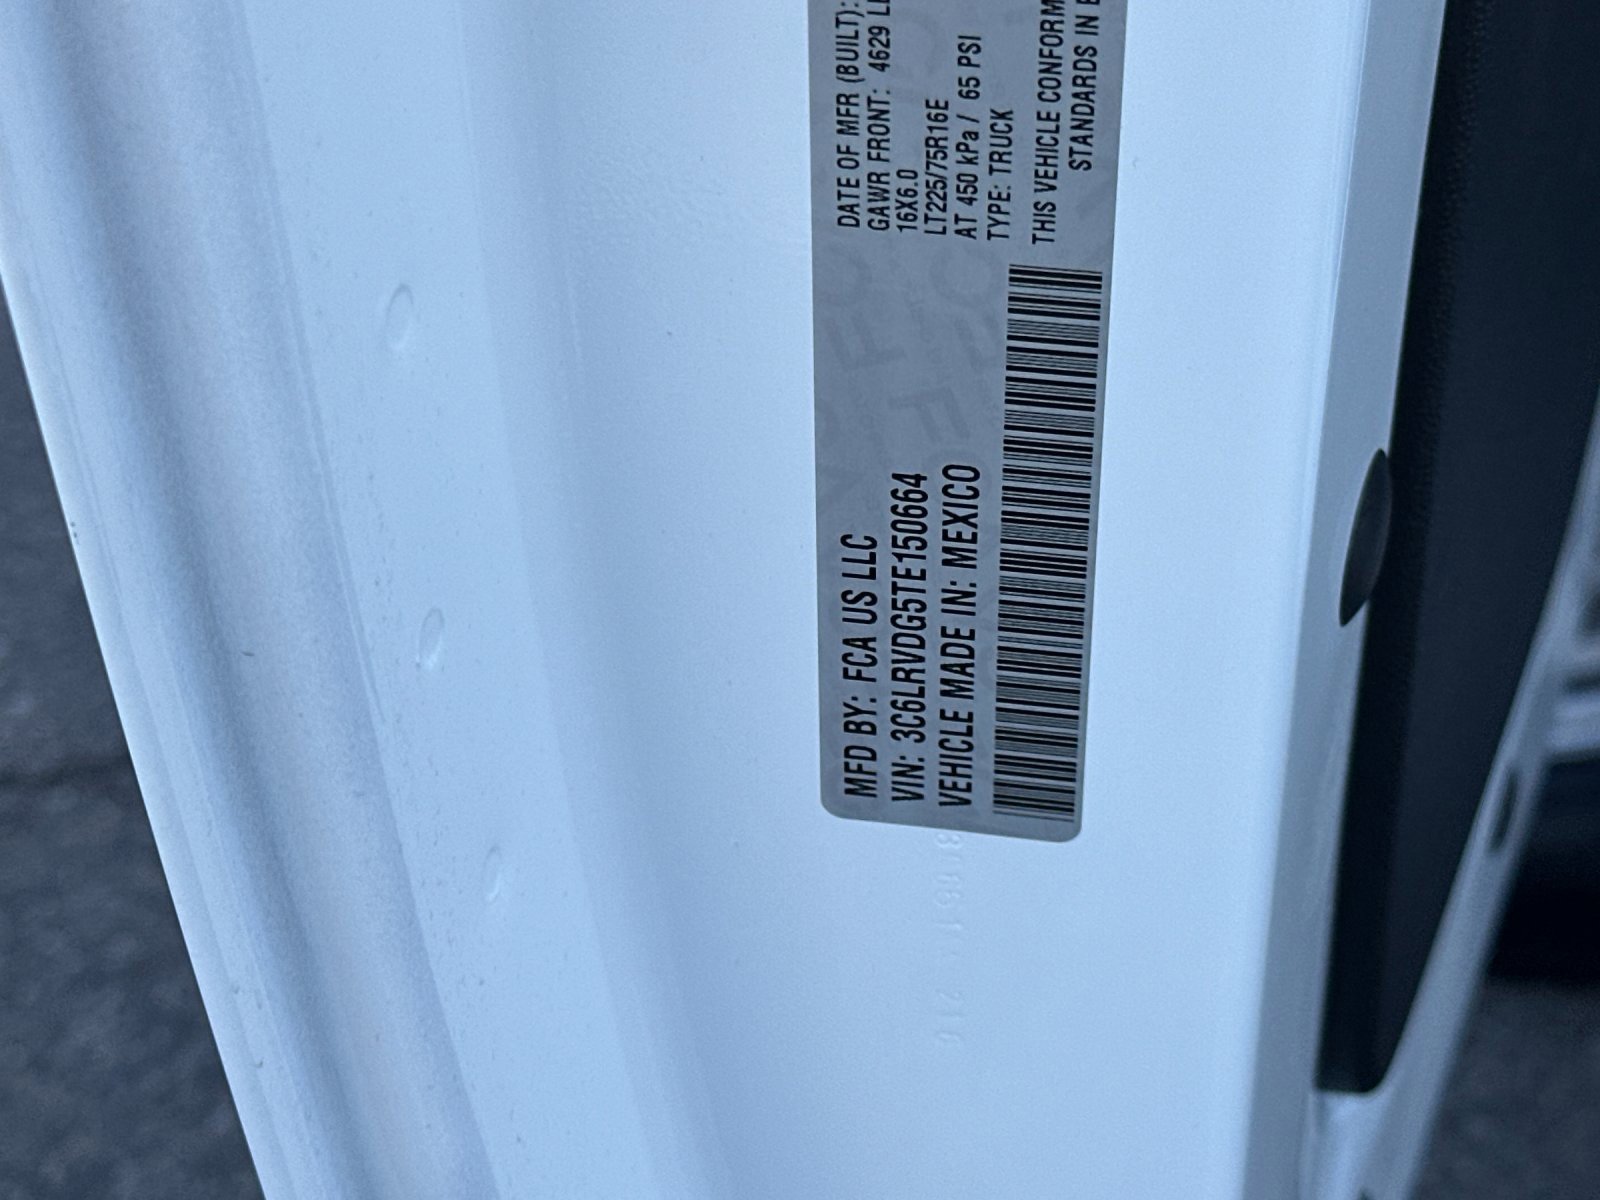 MFD BY: FCA US LLC
VIN: 3C6LRVDG5TE150664
VEHICLE MADE IN: MEXICO
DATE OF MFR (BUILT):
GAWR FRONT: 4629
16X6.0
LT225/75R16E
AT 450 kPa / 65 PSI
TYPE: TRUCK
THIS VEHICLE CONFORM
STANDARDS IN